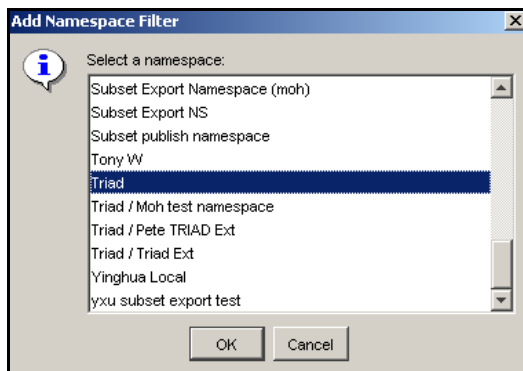 Add Namespace Filter
Select a namespace:
Subset Export Namespace (moh)
Subset Export NS
Subset publish namespace
Tony W
Triad
Triad / Moh test namespace
Triad / Pete TRIAD Ext
Triad / Triad Ext
Yinghua Local
yxu subset export test
OK Cancel